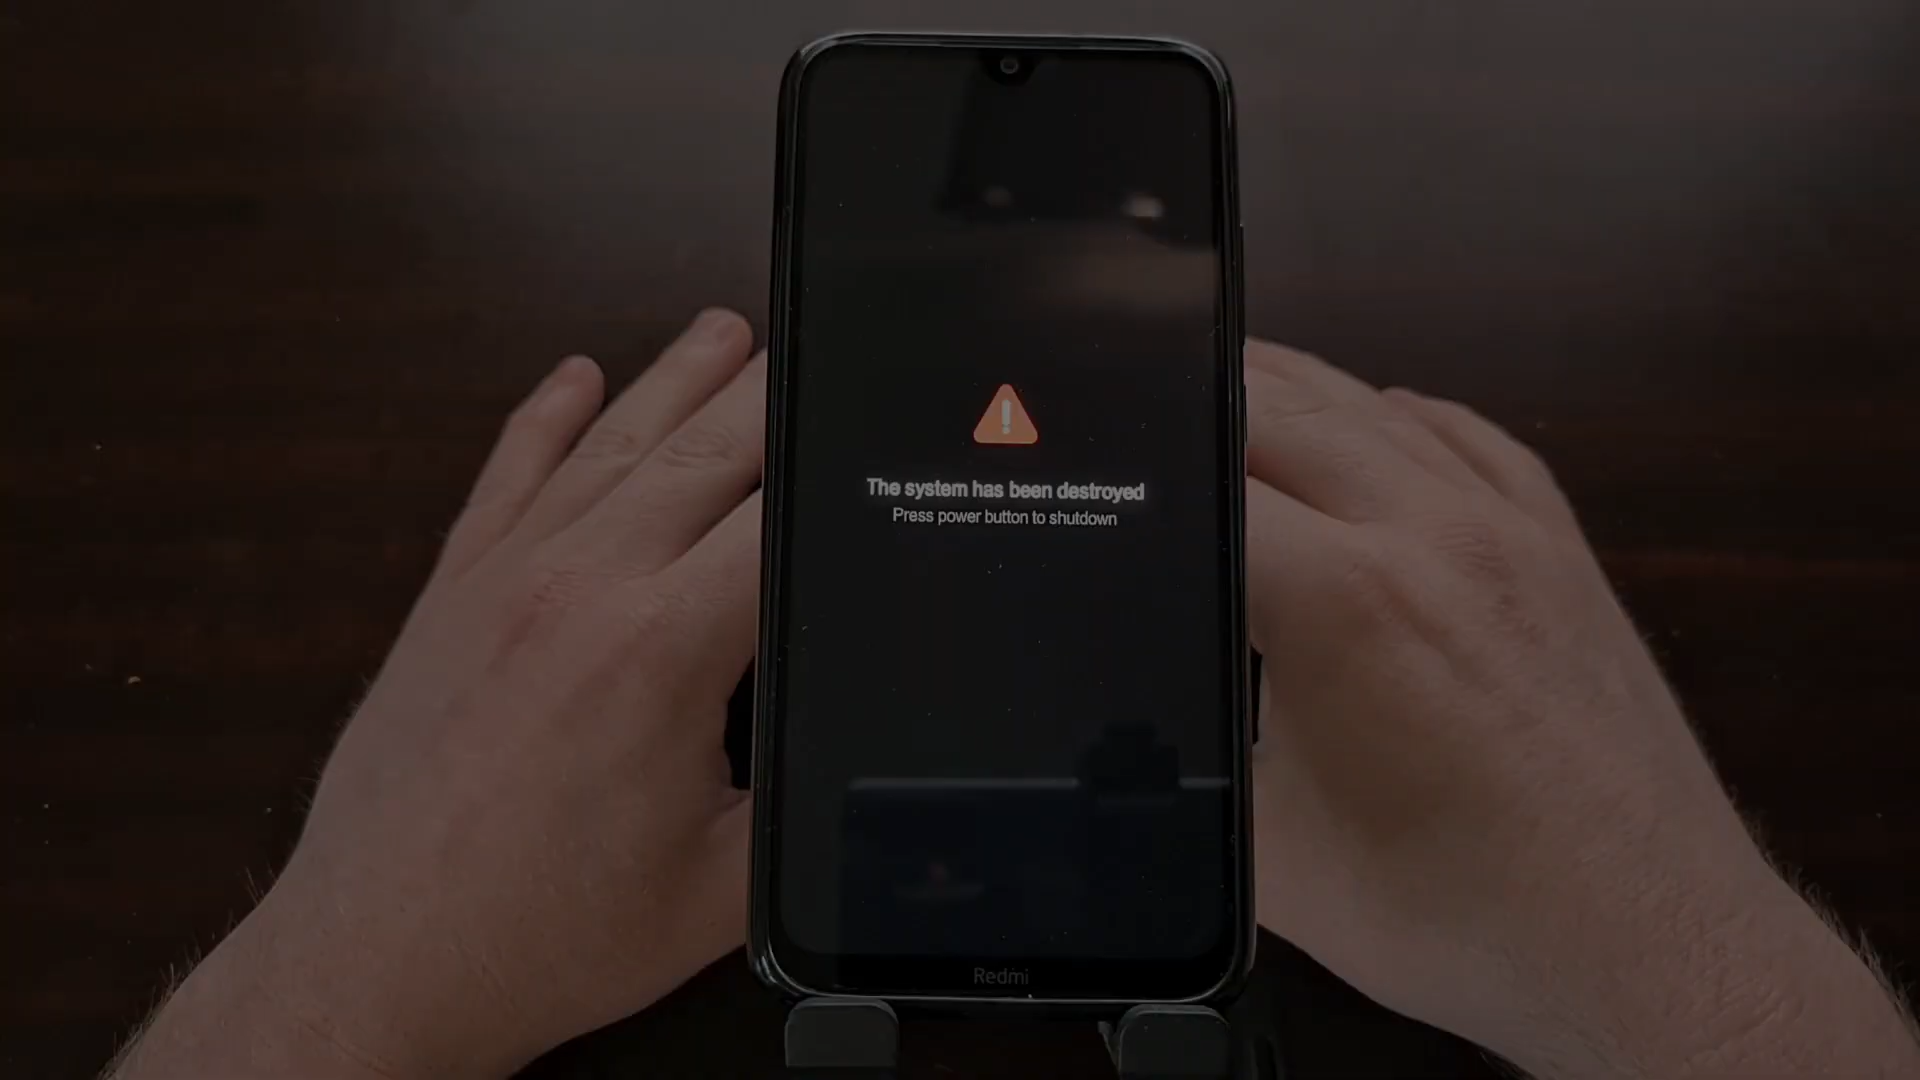 The system has been destroyed
Press power button to shutdown
Redmi